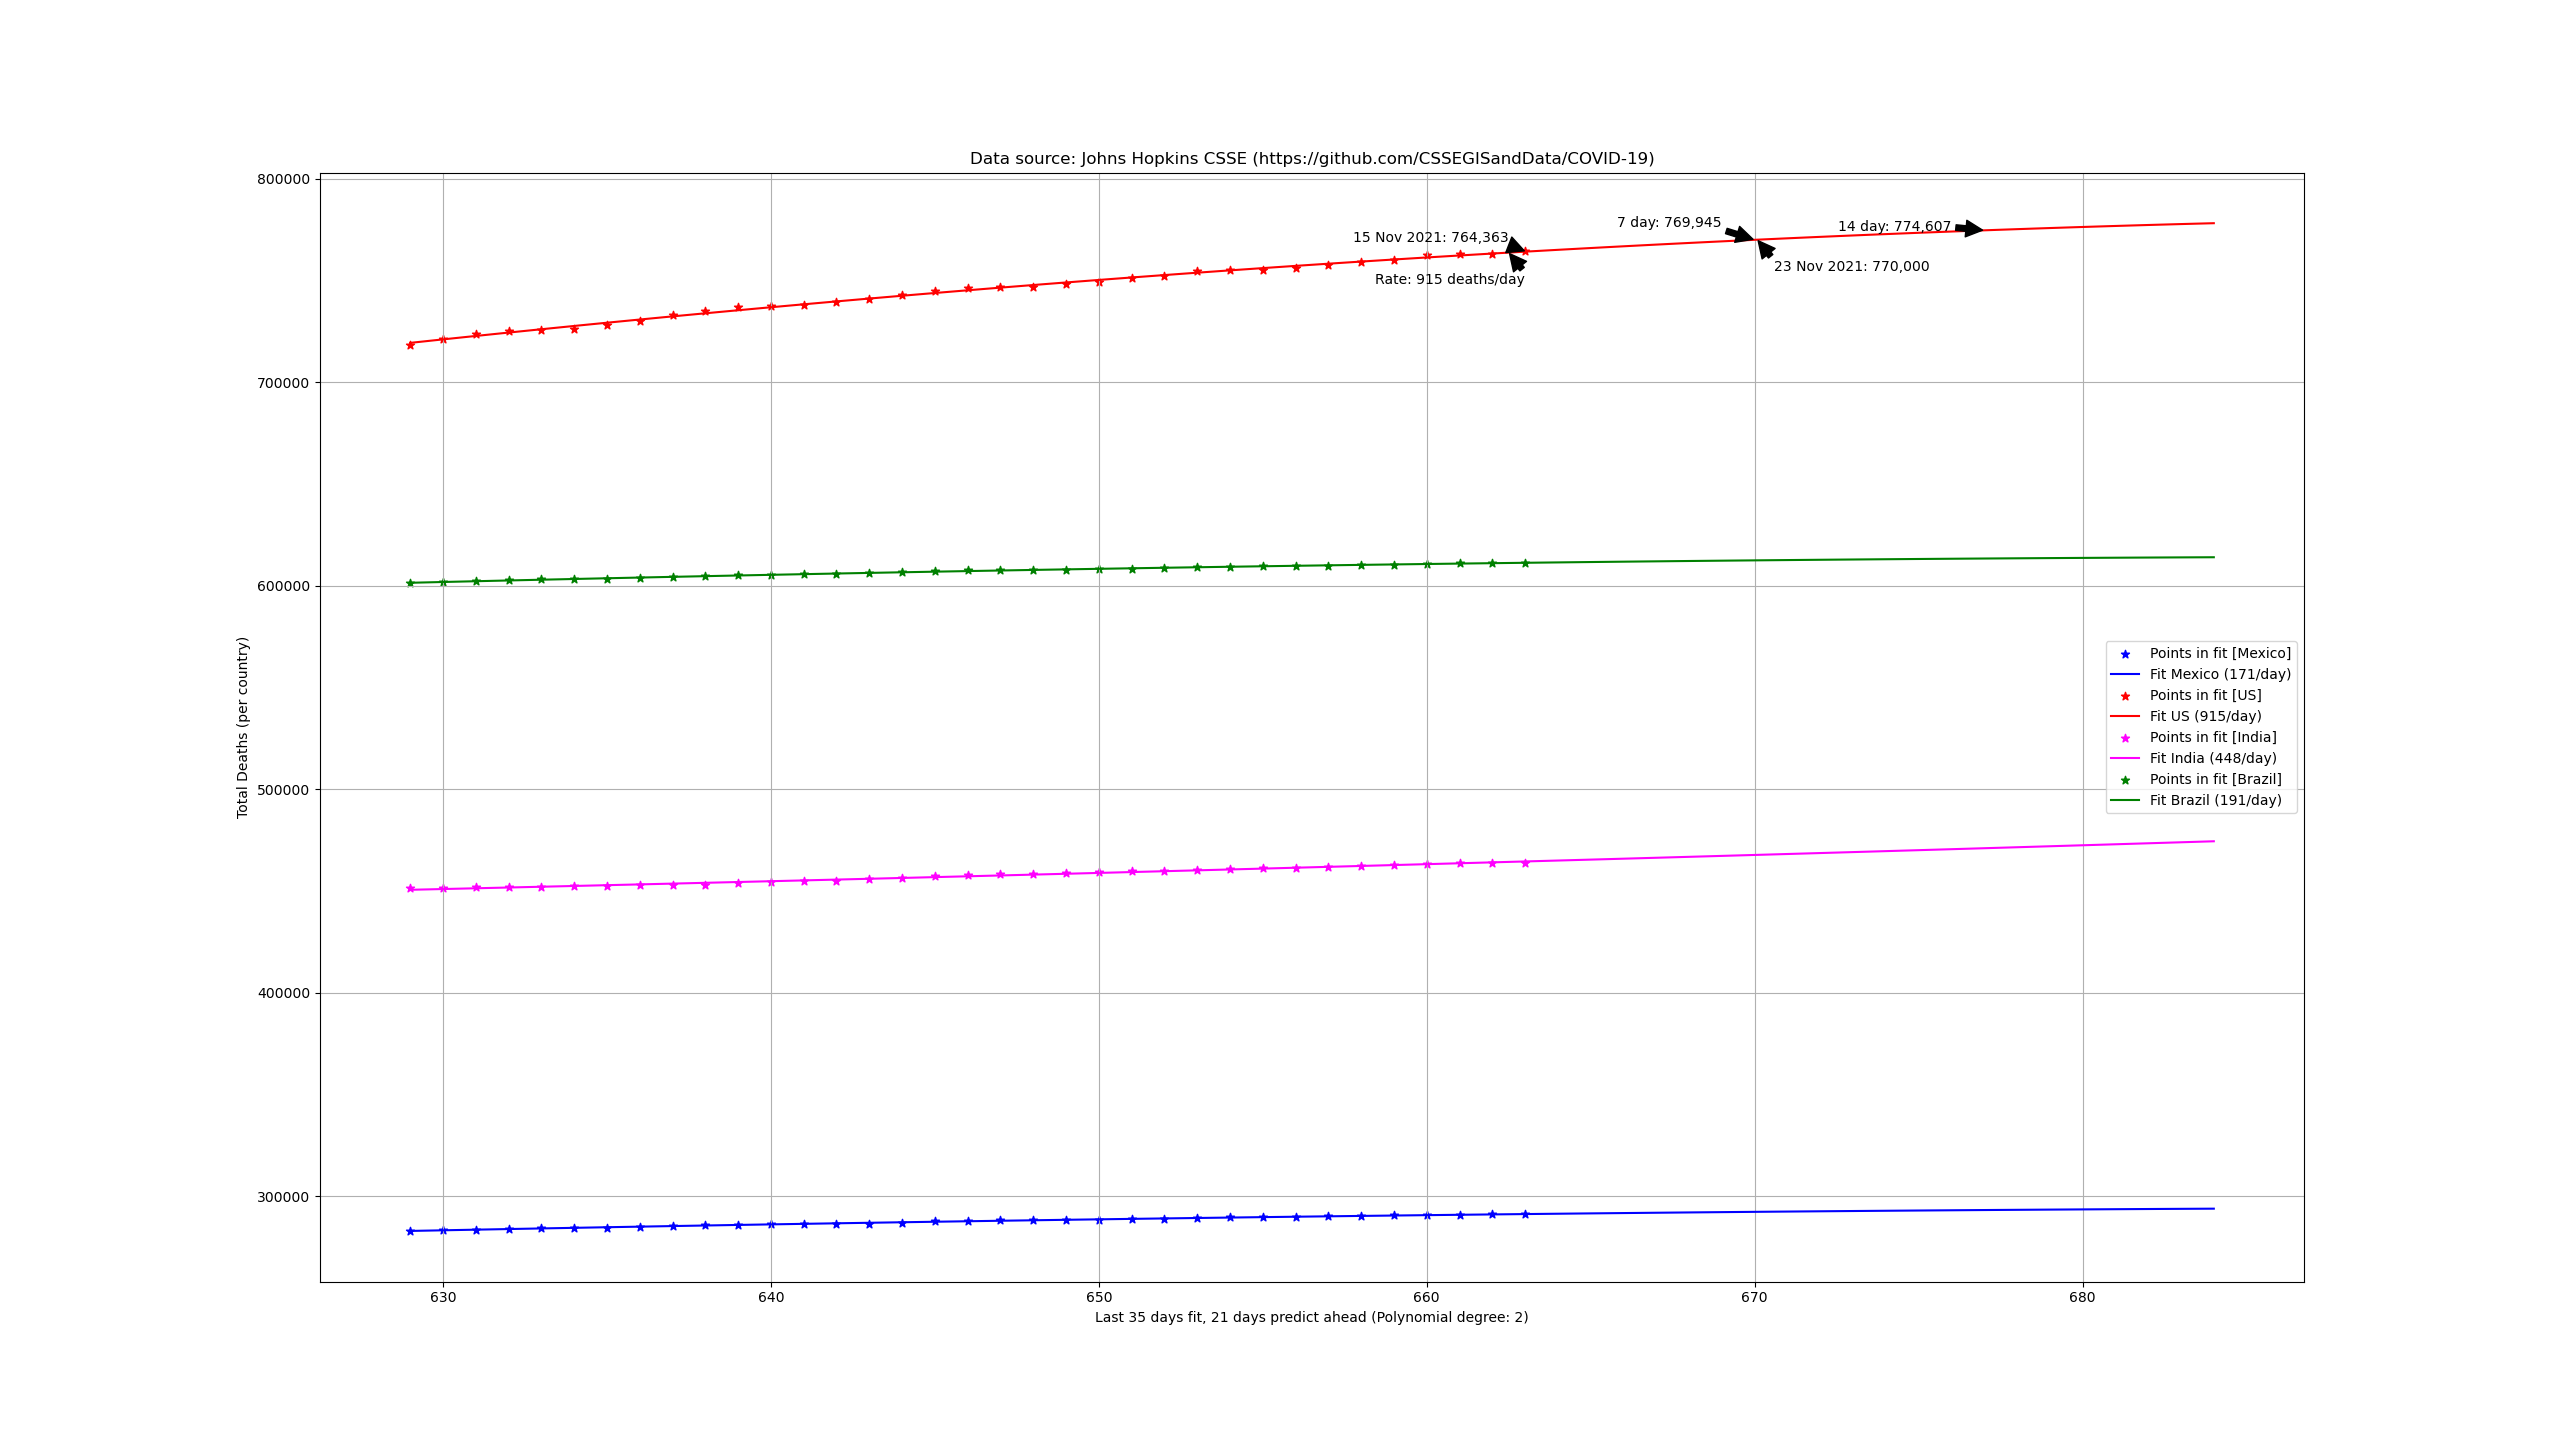 Data source: Johns Hopkins CSSE (https://github.com/CSSEGISandData/COVID-19)
800000
700000
600000
500000
400000
300000
Total Deaths (per country)
15 Nov 2021: 764,363
Rate: 915 deaths/day
7 day: 769,945
23 Nov 2021: 770,000
14 day: 774,607
Points in fit [Mexico]
Fit Mexico (171/day)
Points in fit [US]
Fit US (915/day)
Points in fit [India]
Fit India (448/day)
Points in fit [Brazil]
Fit Brazil (191/day)
630 640 650 660 670 680
Last 35 days fit, 21 days predict ahead (Polynomial degree: 2)